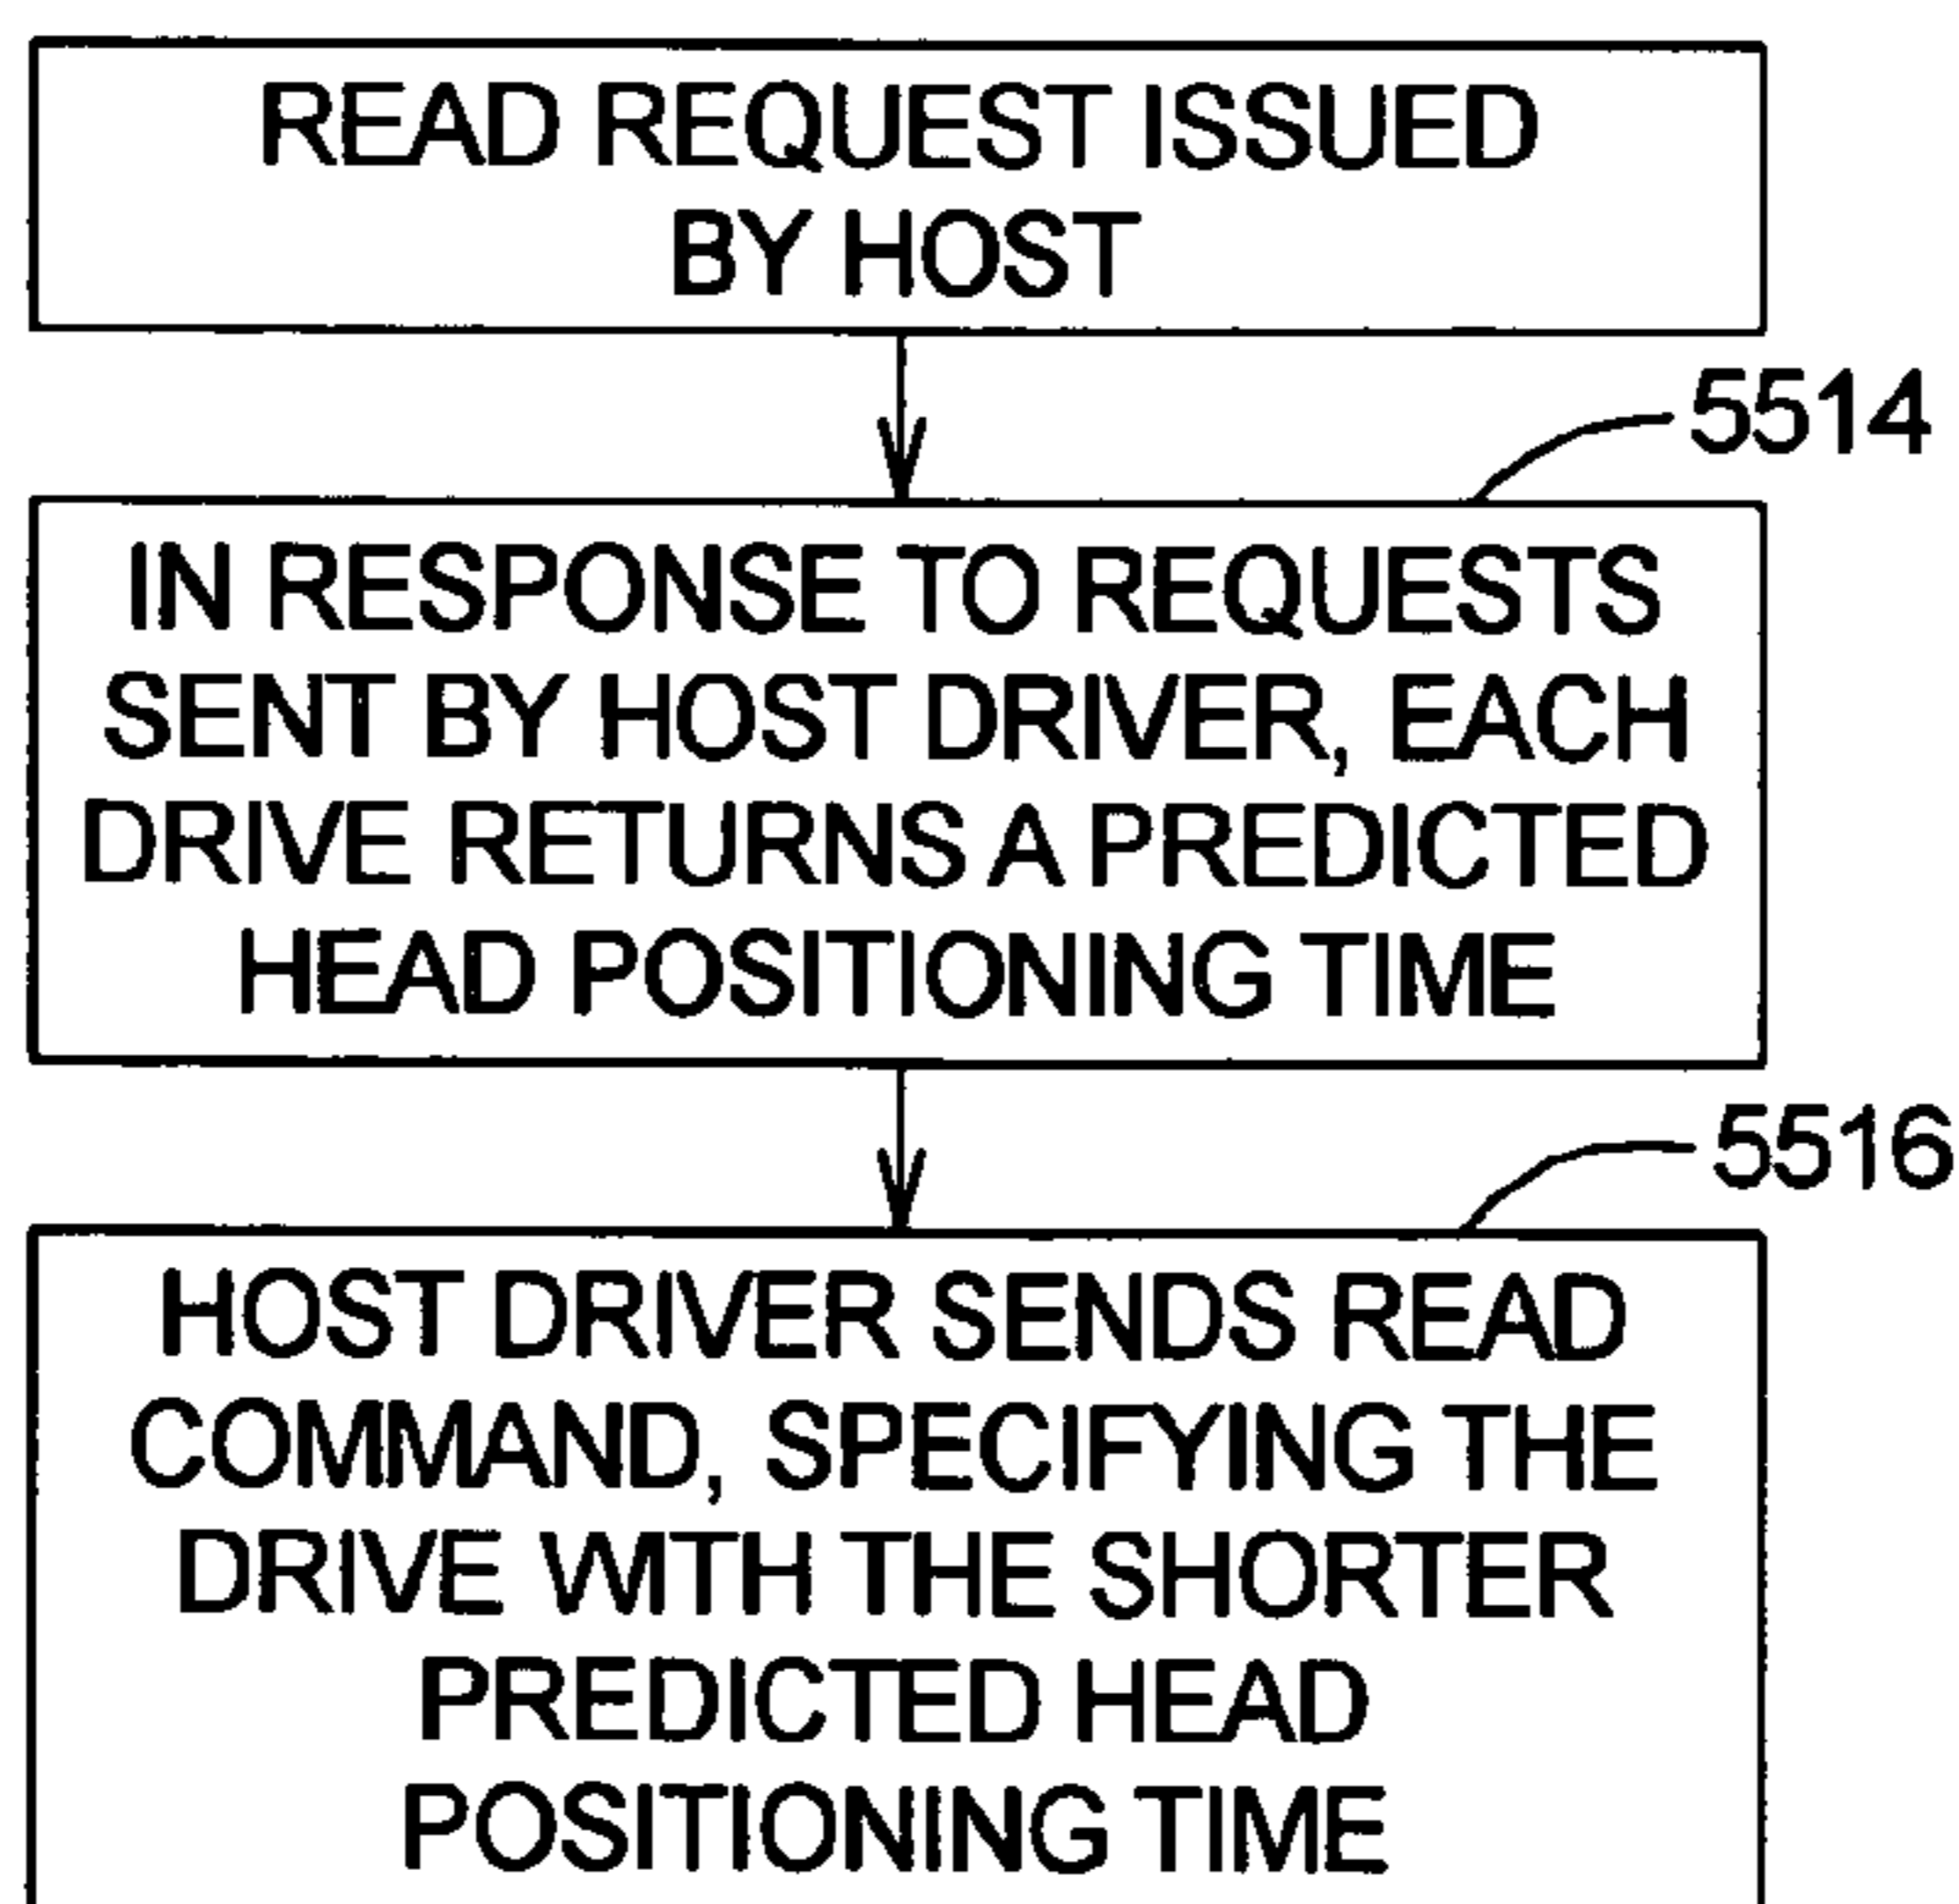 READ REQUEST ISSUED
BY HOST
5514
IN RESPONSE TO REQUESTS
SENT BY HOST DRIVER, EACH
DRIVE RETURNS A PREDICTED
HEAD POSITIONING TIME
5516
HOST DRIVER SENDS READ
COMMAND, SPECIFYING THE
DRIVE WITH THE SHORTER
PREDICTED HEAD
POSITIONING TIME